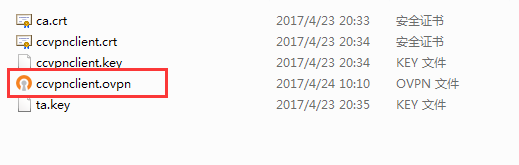 ca.crt 2017/4/23 20:33 安全证书
ccvpnclient.crt 2017/4/23 20:34 安全证书
ccvpnclient.key 2017/4/23 20:34 KEY 文件
ccvpnclient.ovpn 2017/4/24 10:10 OVPN 文件
ta.key 2017/4/23 20:35 KEY 文件